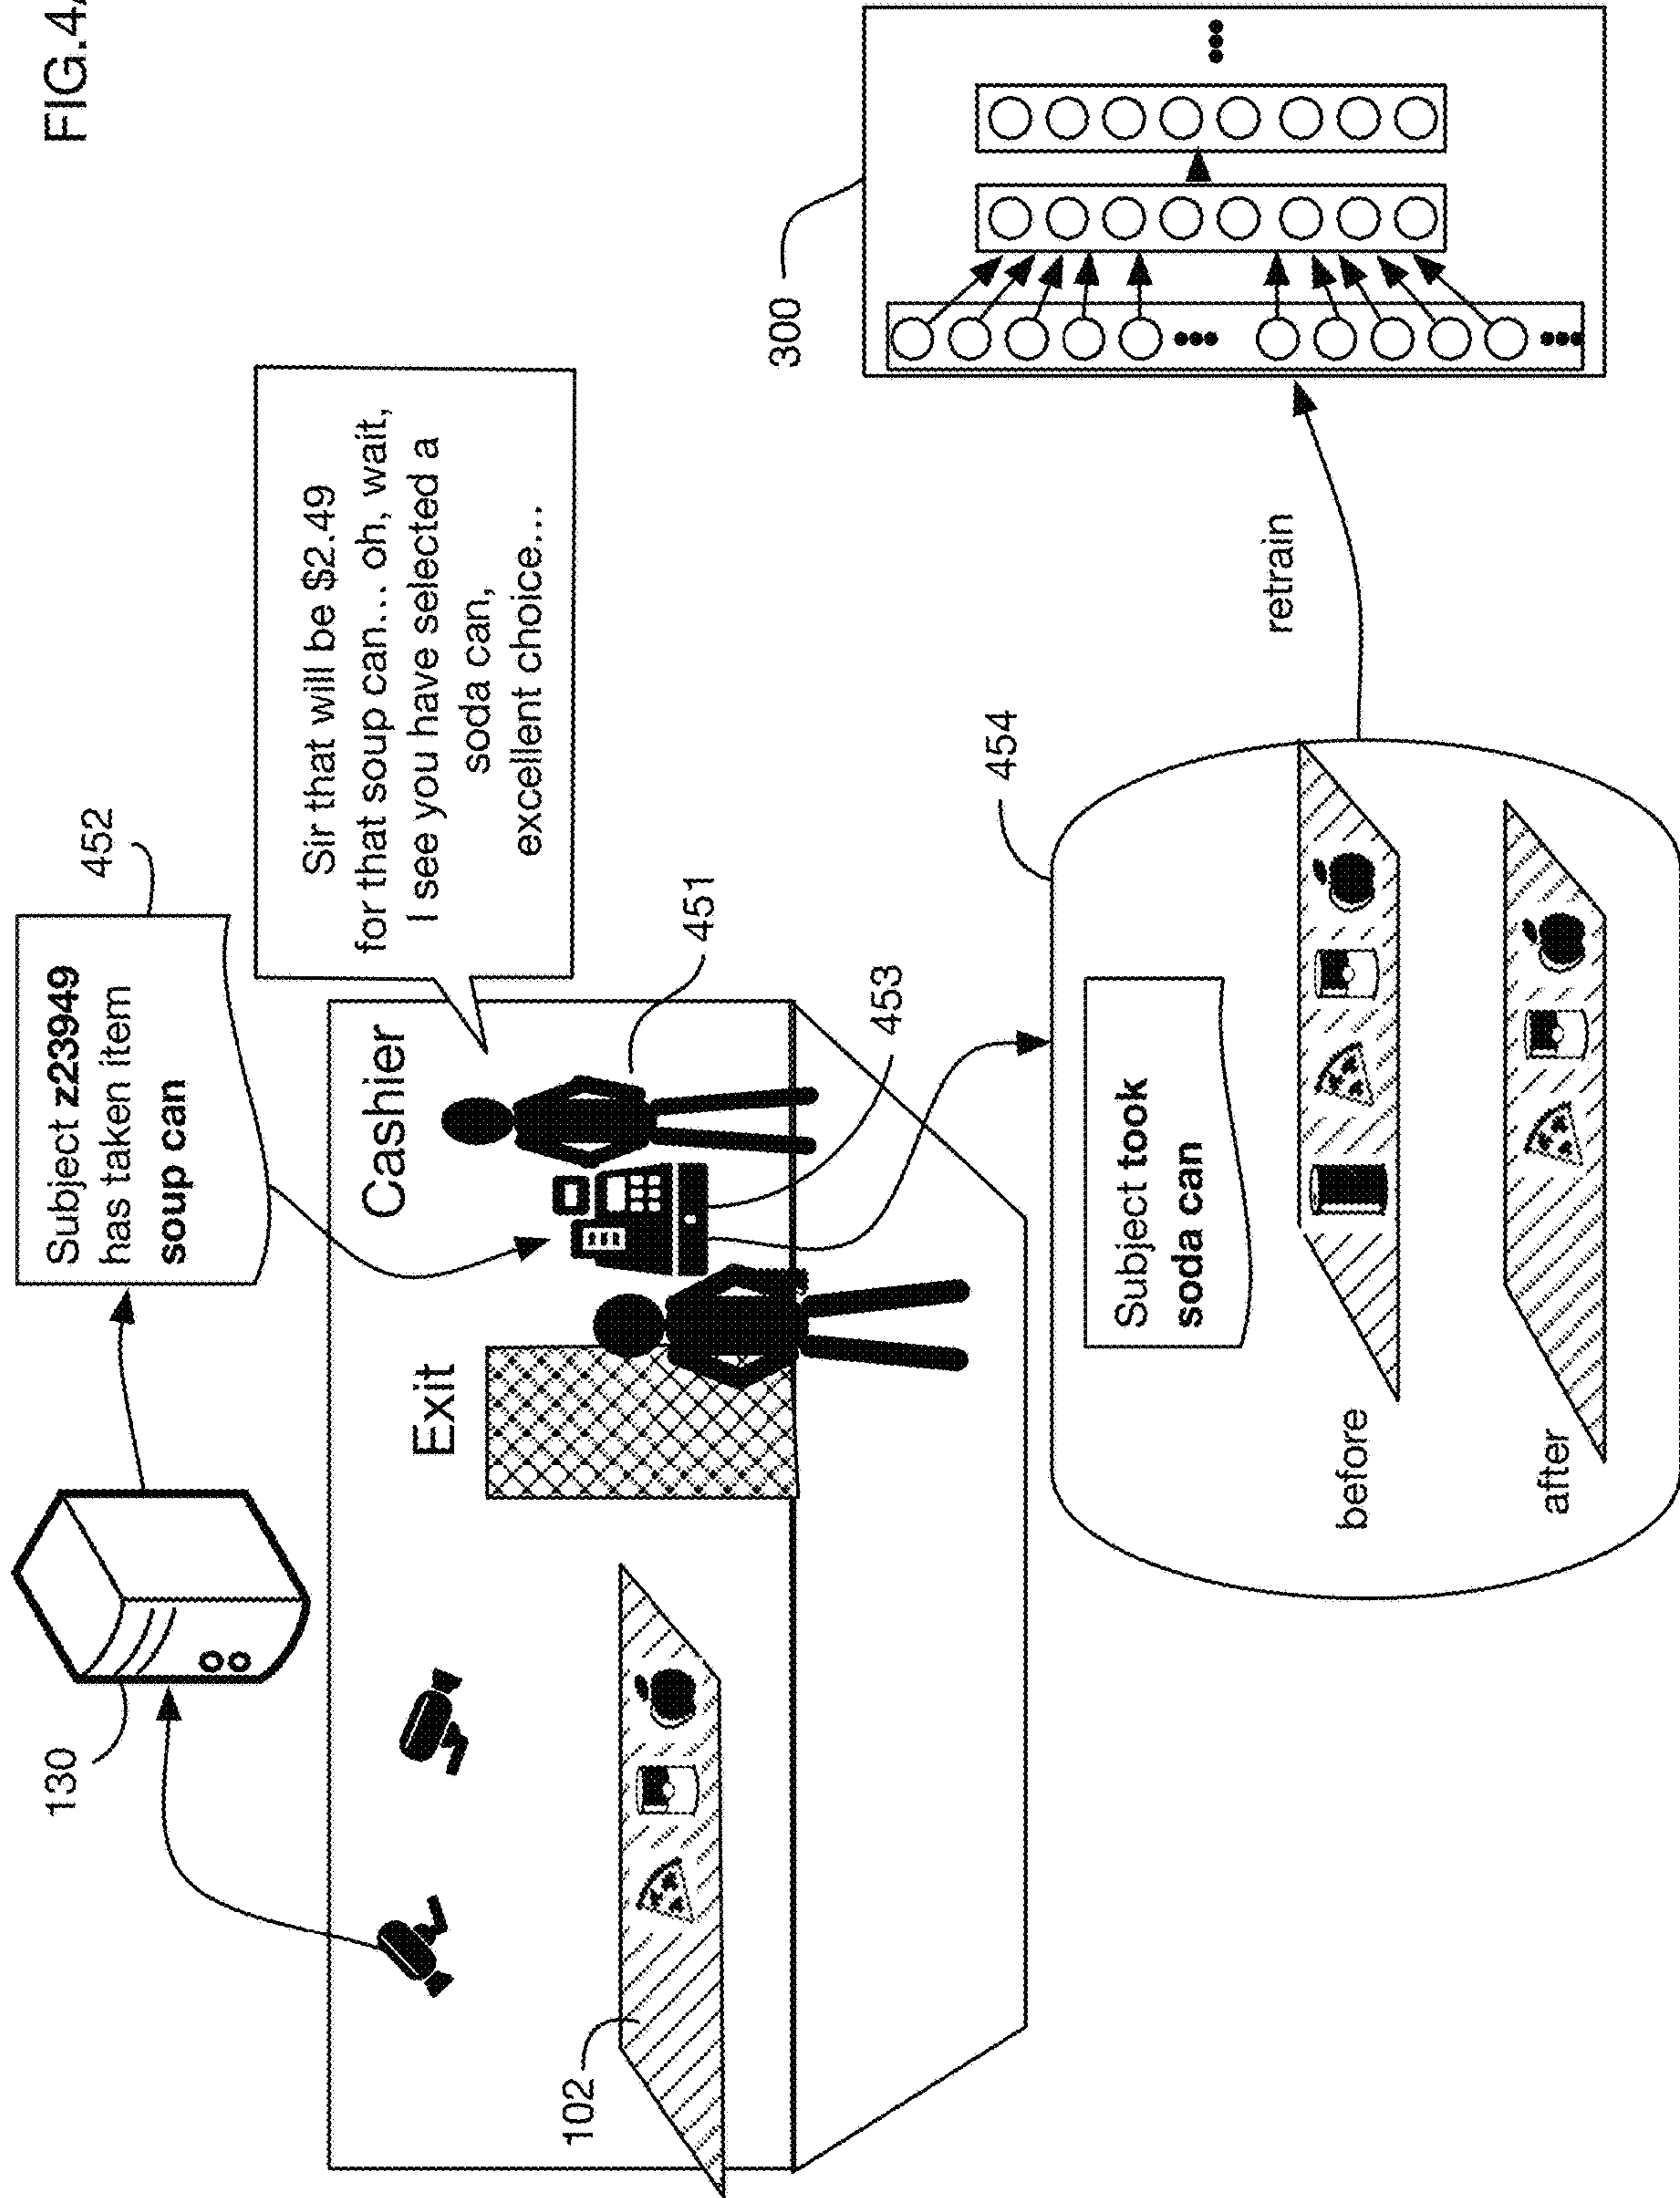 FIG.4A
130
Subject z23949
has taken item
soup can
452
Sir that will be $2.49
for that soup can... oh, wait,
I see you have selected a
soda can,
excellent choice...
Exit
Cashier
451
453
102
454
Subject took
soda can
before
after
retrain
300